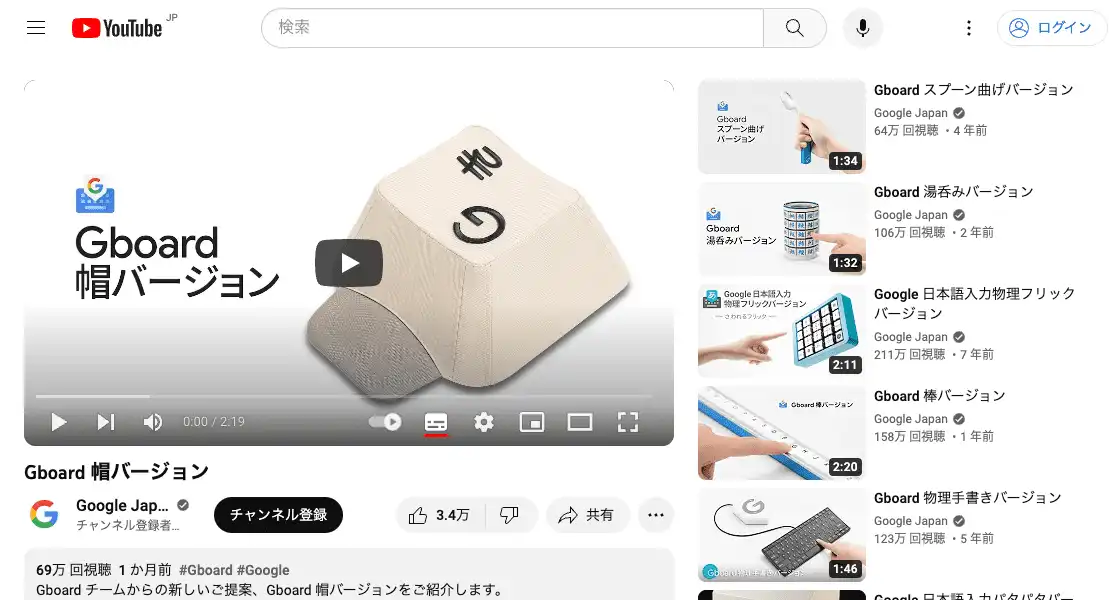 YouTube JP
検索
ログイン
Gboard
帽バージョン
G
0:00 / 2:19
Gboard 帽バージョン
Google Jap...
チャンネル登録者...
チャンネル登録
3.4万
共有
69万 回視聴 1 か月前 #Gboard #Google
Gboard チームからの新しいご提案、Gboard 帽バージョンをご紹介します。
Gboard
スプーン曲げ
バージョン
1:34
Gboard スプーン曲げバージョン
Google Japan
64万 回視聴 ・4 年前
Gboard
湯呑みバージョン
1:32
Gboard 湯呑みバージョン
Google Japan
106万 回視聴 ・2 年前
Google 日本語入力
物理フリックバージョン
ー さわれるフリック ー
2:11
Google 日本語入力物理フリック
バージョン
Google Japan
211万 回視聴 ・7 年前
Gboard 棒バージョン
2:20
Gboard 棒バージョン
Google Japan
158万 回視聴 ・1 年前
Gboard 物理手書きバージョン
1:46
Gboard 物理手書きバージョン
Google Japan
123万 回視聴 ・5 年前
Google 日本語入力パタパタバー